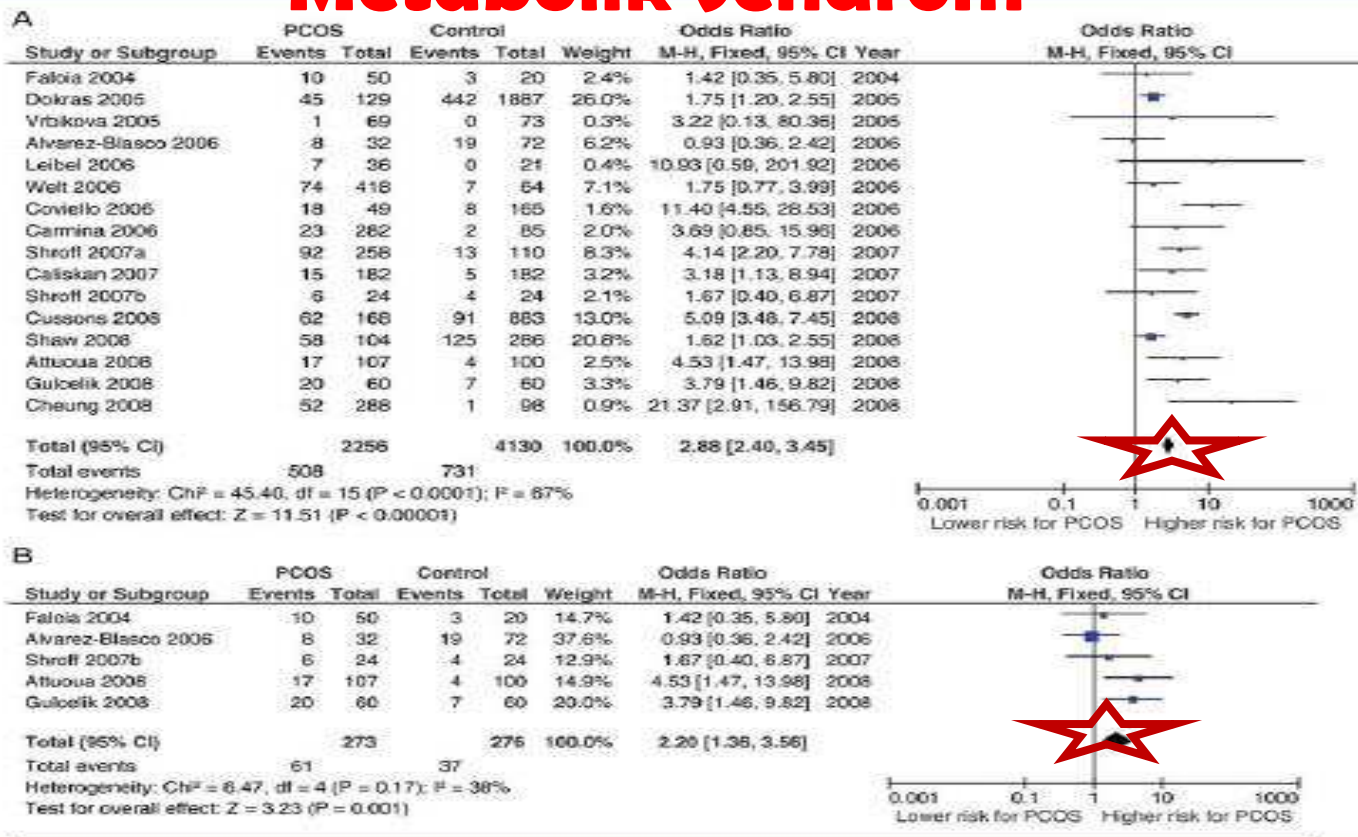 Metabolik sendrom
A
PCOS Control Odds Ratio Odds Ratio
Study or Subgroup Events Total Events Total Weight M-H, Fixed, 95% CI Year M-H, Fixed, 95% CI
Faloia 2004 10 50 3 20 2.4% 1.42 [0.35, 5.80] 2004
Dokras 2005 45 129 442 1887 26.0% 1.75 [1.20, 2.55] 2005
Vrbikova 2005 1 69 0 73 0.3% 3.22 [0.13, 80.36] 2005
Alvarez-Blasco 2006 8 32 19 72 6.2% 0.93 [0.36, 2.42] 2006
Leibel 2006 7 36 0 21 0.4% 10.93 [0.59, 201.92] 2006
Welt 2006 74 418 7 64 7.1% 1.75 [0.77, 3.99] 2006
Coviello 2006 18 49 8 165 1.6% 11.40 [4.55, 28.53] 2006
Carmina 2006 23 282 2 85 2.0% 3.69 [0.85, 15.96] 2006
Shroff 2007a 92 258 13 110 8.3% 4.14 [2.20, 7.78] 2007
Caliskan 2007 15 182 5 182 3.2% 3.18 [1.13, 8.94] 2007
Shroff 2007b 6 24 4 24 2.1% 1.67 [0.40, 6.87] 2007
Cussons 2008 62 168 91 883 13.0% 5.09 [3.48, 7.45] 2008
Shaw 2008 58 104 125 286 20.8% 1.62 [1.03, 2.55] 2008
Attuoua 2008 17 107 4 100 2.5% 4.53 [1.47, 13.98] 2008
Gulcelik 2008 20 60 7 60 3.3% 3.79 [1.46, 9.82] 2008
Cheung 2008 52 288 1 98 0.9% 21.37 [2.91, 156.79] 2008
Total (95% CI) 2256 4130 100.0% 2.88 [2.40, 3.45]
Total events 508 731
Heterogeneity: Chi² = 45.40, df = 15 (P < 0.0001); I² = 67%
Test for overall effect: Z = 11.51 (P < 0.00001)
0.001 0.1 1 10 1000
Lower risk for PCOS Higher risk for PCOS
B
PCOS Control Odds Ratio Odds Ratio
Study or Subgroup Events Total Events Total Weight M-H, Fixed, 95% CI Year M-H, Fixed, 95% CI
Faloia 2004 10 50 3 20 14.7% 1.42 [0.35, 5.80] 2004
Alvarez-Blasco 2006 8 32 19 72 37.6% 0.93 [0.36, 2.42] 2006
Shroff 2007b 6 24 4 24 12.9% 1.67 [0.40, 6.87] 2007
Attuoua 2008 17 107 4 100 14.9% 4.53 [1.47, 13.98] 2008
Gulcelik 2008 20 60 7 60 20.0% 3.79 [1.46, 9.82] 2008
Total (95% CI) 273 276 100.0% 2.20 [1.36, 3.56]
Total events 61 37
Heterogeneity: Chi² = 6.47, df = 4 (P = 0.17); I² = 38%
Test for overall effect: Z = 3.23 (P = 0.001)
0.001 0.1 1 10 1000
Lower risk for PCOS Higher risk for PCOS